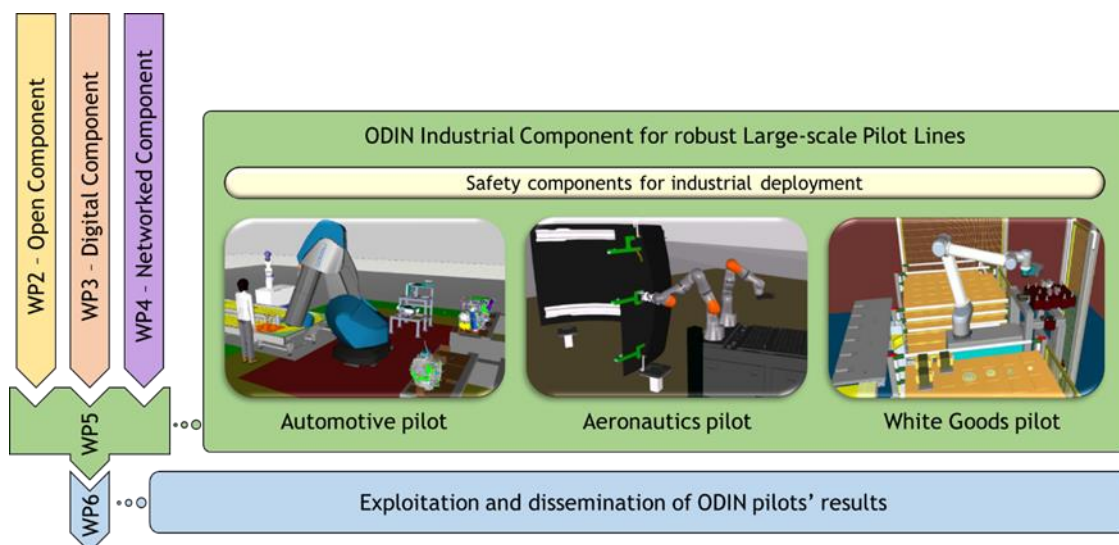 WP2 – Open Component
WP3 – Digital Component
WP4 – Networked Component
ODIN Industrial Component for robust Large-scale Pilot Lines
Safety components for industrial deployment
Automotive pilot
Aeronautics pilot
White Goods pilot
WP5
WP6
Exploitation and dissemination of ODIN pilots’ results